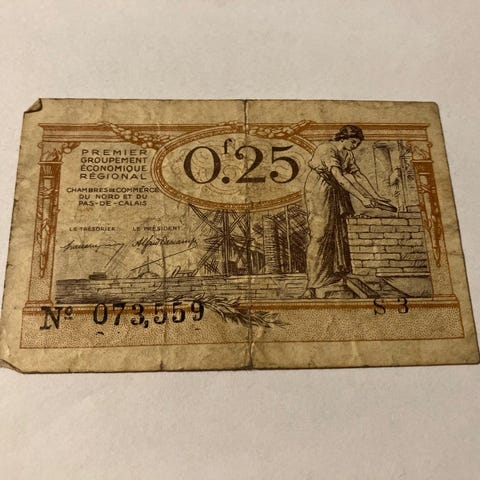 PREMIER
GROUPEMENT
ÉCONOMIQUE
RÉGIONAL
CHAMBRES DE COMMERCE
DU NORD ET DU
PAS-DE-CALAIS
LE TRÉSORIER LE PRÉSIDENT
0f.25
Nº 073,559
S 3